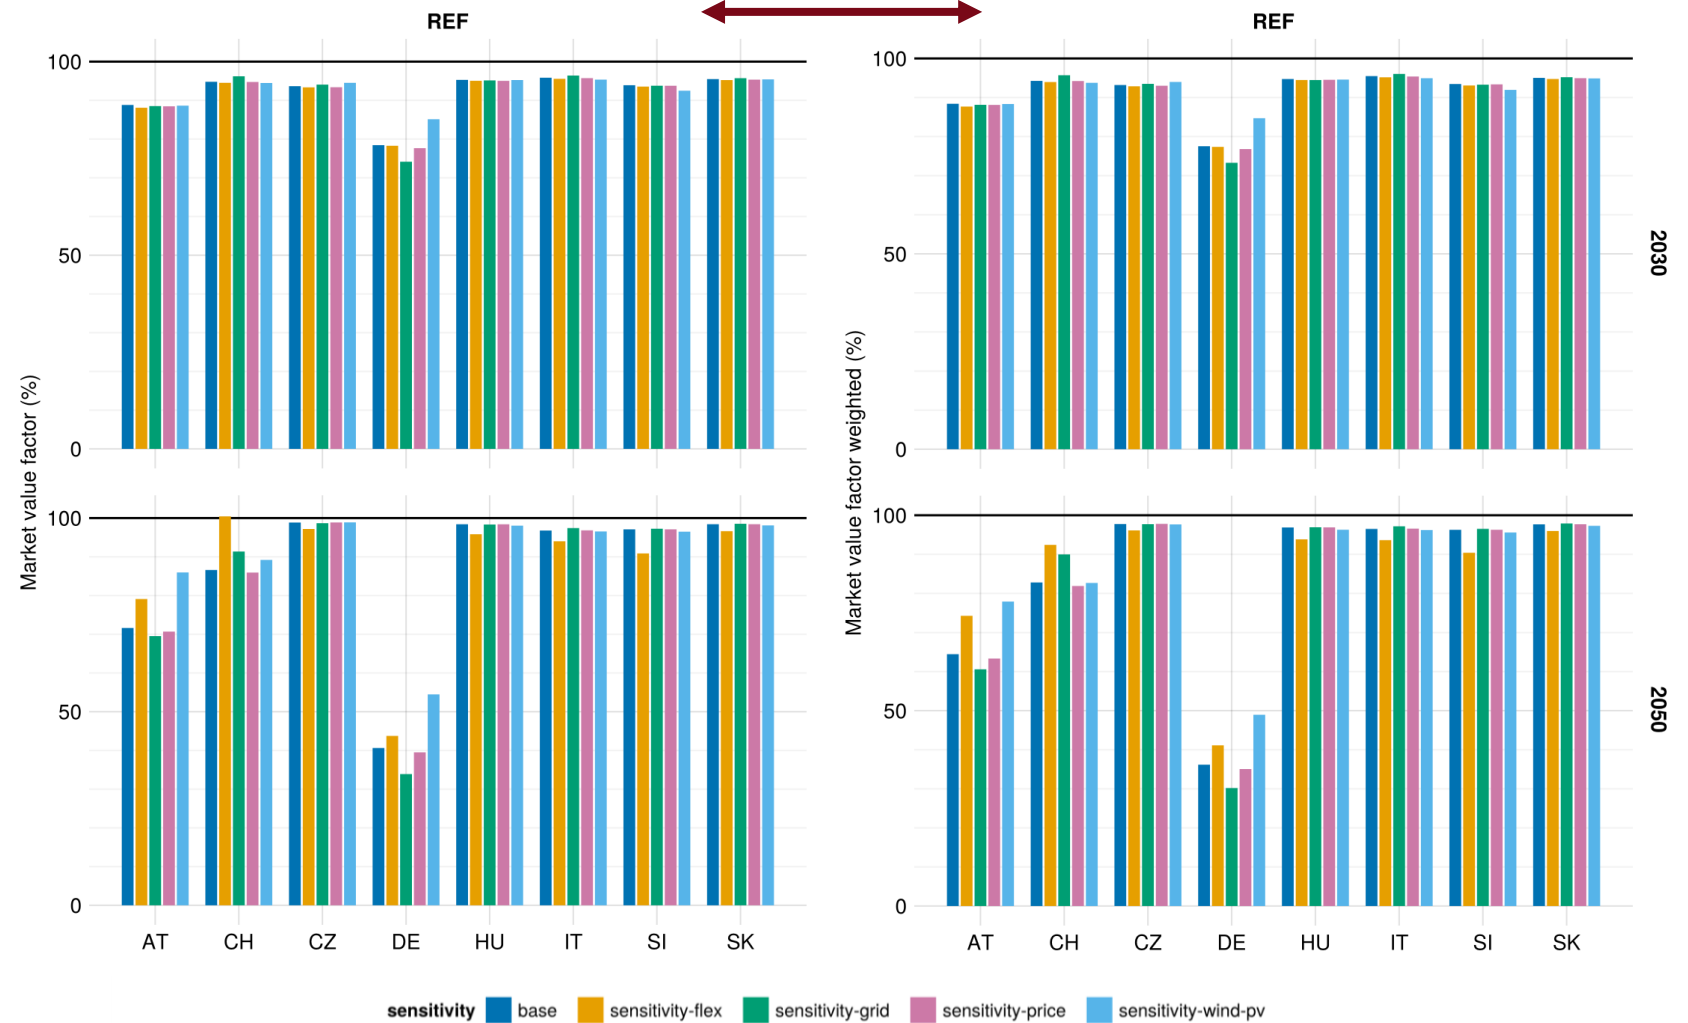 REF
REF
Market value factor (%)
100
50
0
100
50
0
AT CH CZ DE HU IT SI SK
Market value factor weighted (%)
100
50
0
100
50
0
AT CH CZ DE HU IT SI SK
2030
2050
sensitivity base sensitivity-flex sensitivity-grid sensitivity-price sensitivity-wind-pv